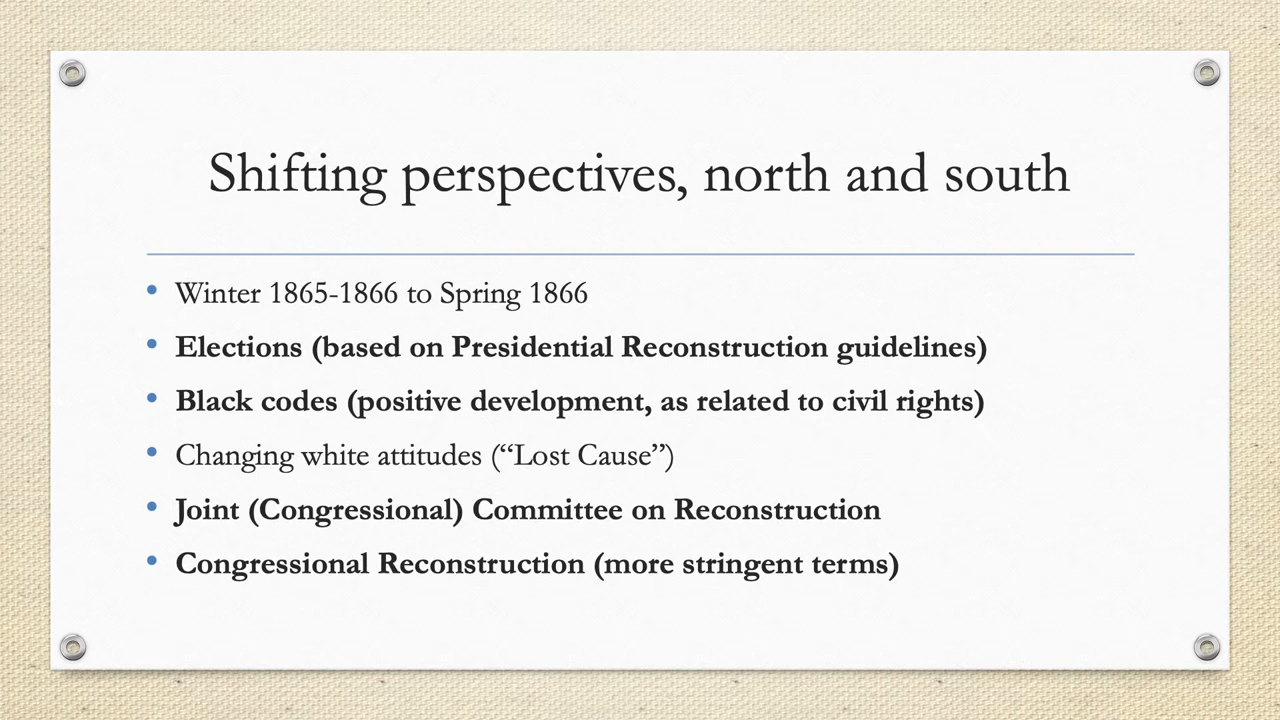 Shifting perspectives, north and south
• Winter 1865-1866 to Spring 1866
• Elections (based on Presidential Reconstruction guidelines)
• Black codes (positive development, as related to civil rights)
• Changing white attitudes (“Lost Cause”)
• Joint (Congressional) Committee on Reconstruction
• Congressional Reconstruction (more stringent terms)